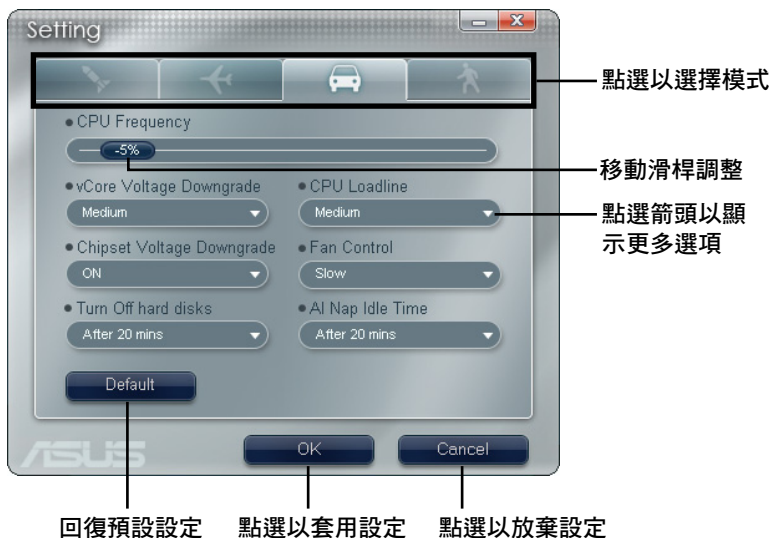 Setting
點選以選擇模式
CPU Frequency
-5%
移動滑桿調整
vCore Voltage Downgrade
CPU Loadline
Medium
Medium
點選箭頭以顯
示更多選項
Chipset Voltage Downgrade
Fan Control
ON
Slow
Turn Off hard disks
AI Nap Idle Time
After 20 mins
After 20 mins
Default
ASUS
OK
Cancel
回復預設設定
點選以套用設定
點選以放棄設定